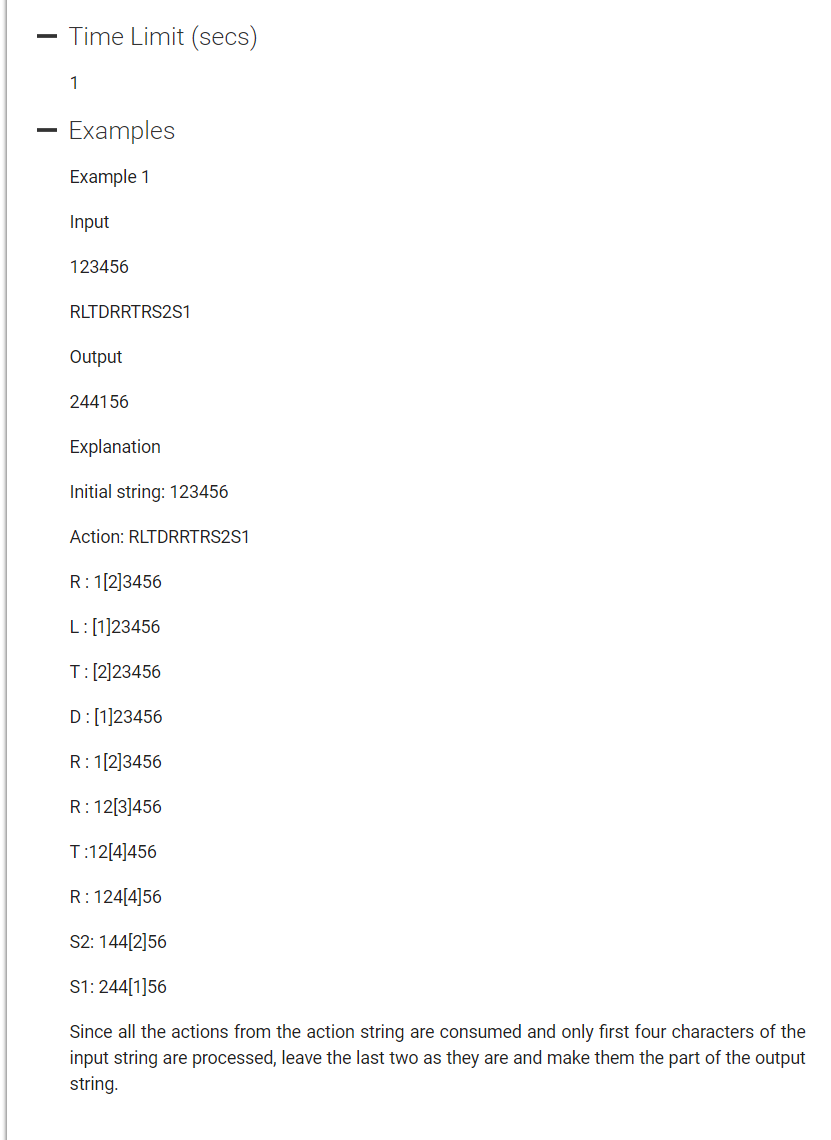 Time Limit (secs)
1
Examples
Example 1
Input
123456
RLTDRRTRS2S1
Output
244156
Explanation
Initial string: 123456
Action: RLTDRRTRS2S1
R : 1[2]3456
L : [1]23456
T : [2]23456
D : [1]23456
R : 1[2]3456
R : 12[3]456
T :12[4]456
R : 124[4]56
S2: 144[2]56
S1: 244[1]56
Since all the actions from the action string are consumed and only first four characters of the
input string are processed, leave the last two as they are and make them the part of the output
string.